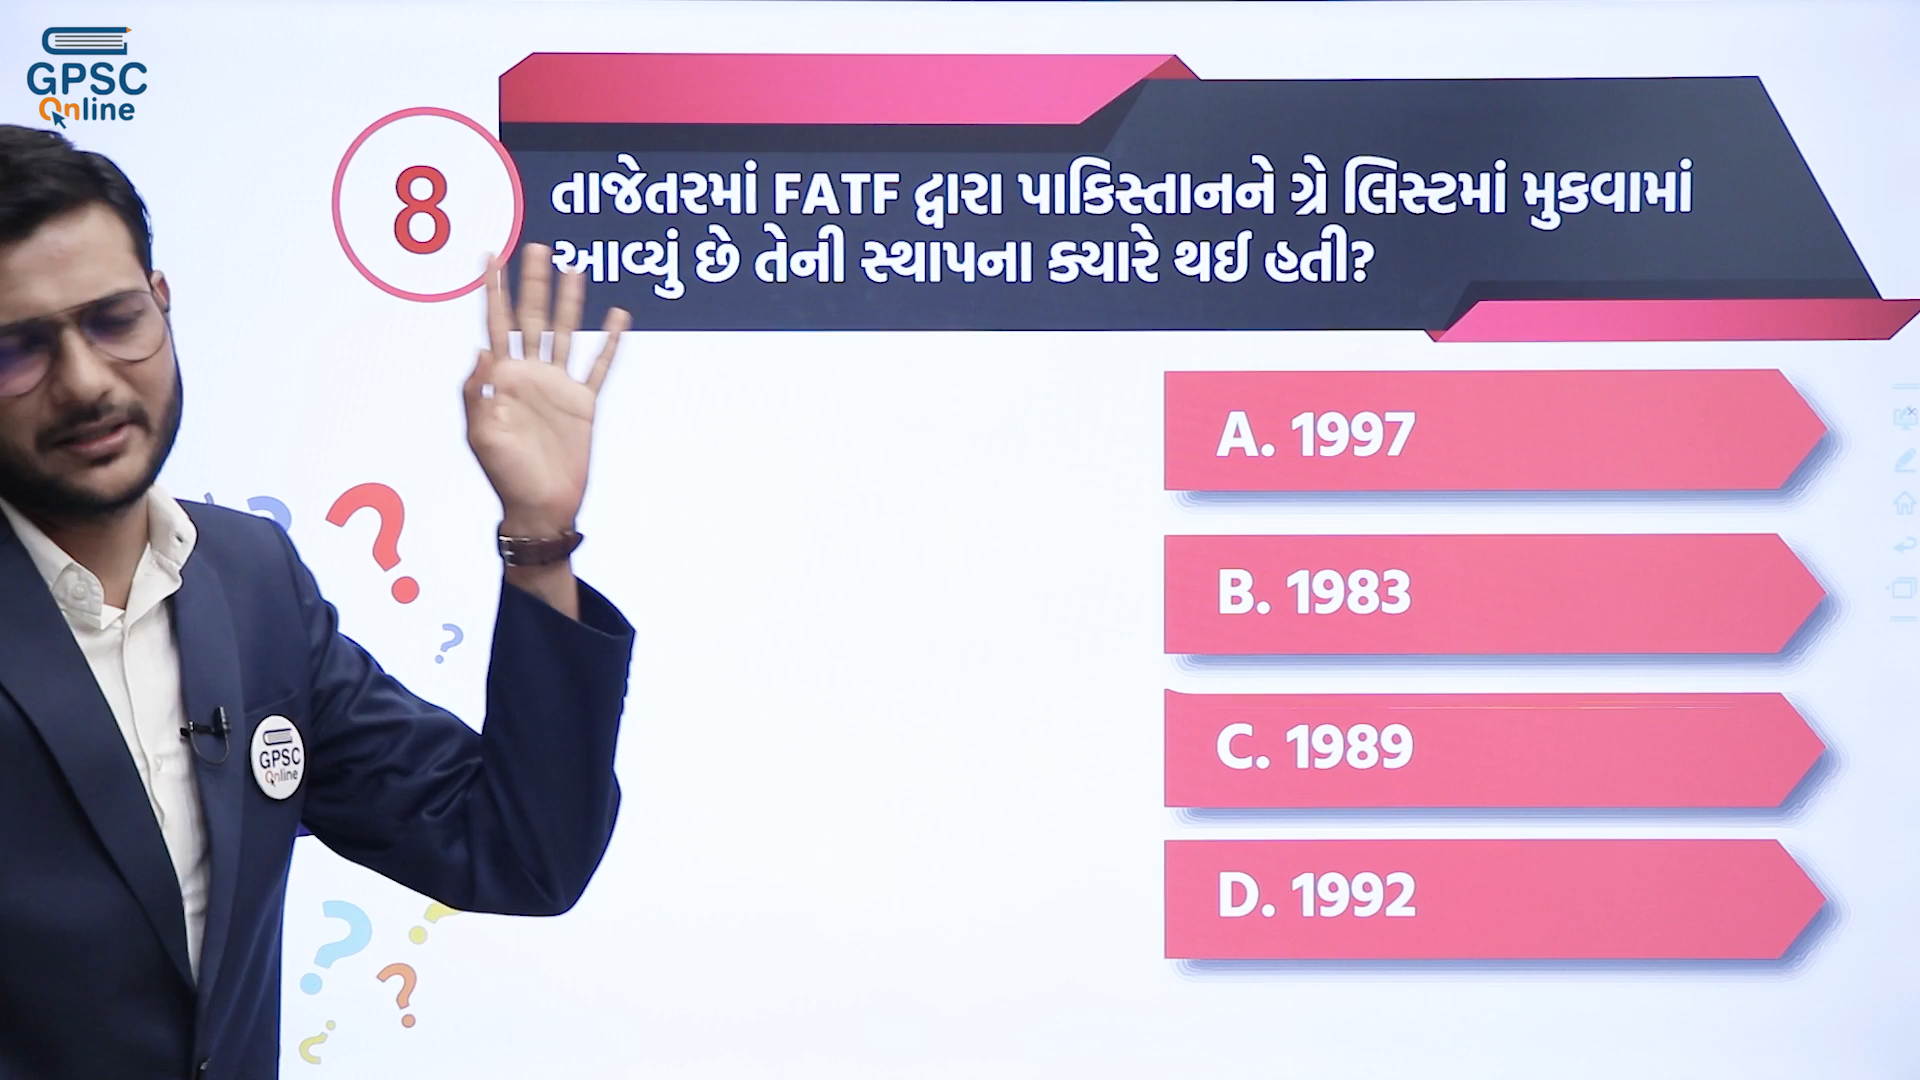 GPSC
Online
8
તાજેતરમાં FATF દ્વારા પાકિસ્તાનને ગ્રે લિસ્ટમાં મુકવામાં
આવ્યું છે તેની સ્થાપના ક્યારે થઈ હતી?
A. 1997
B. 1983
C. 1989
D. 1992
GPSC
Online